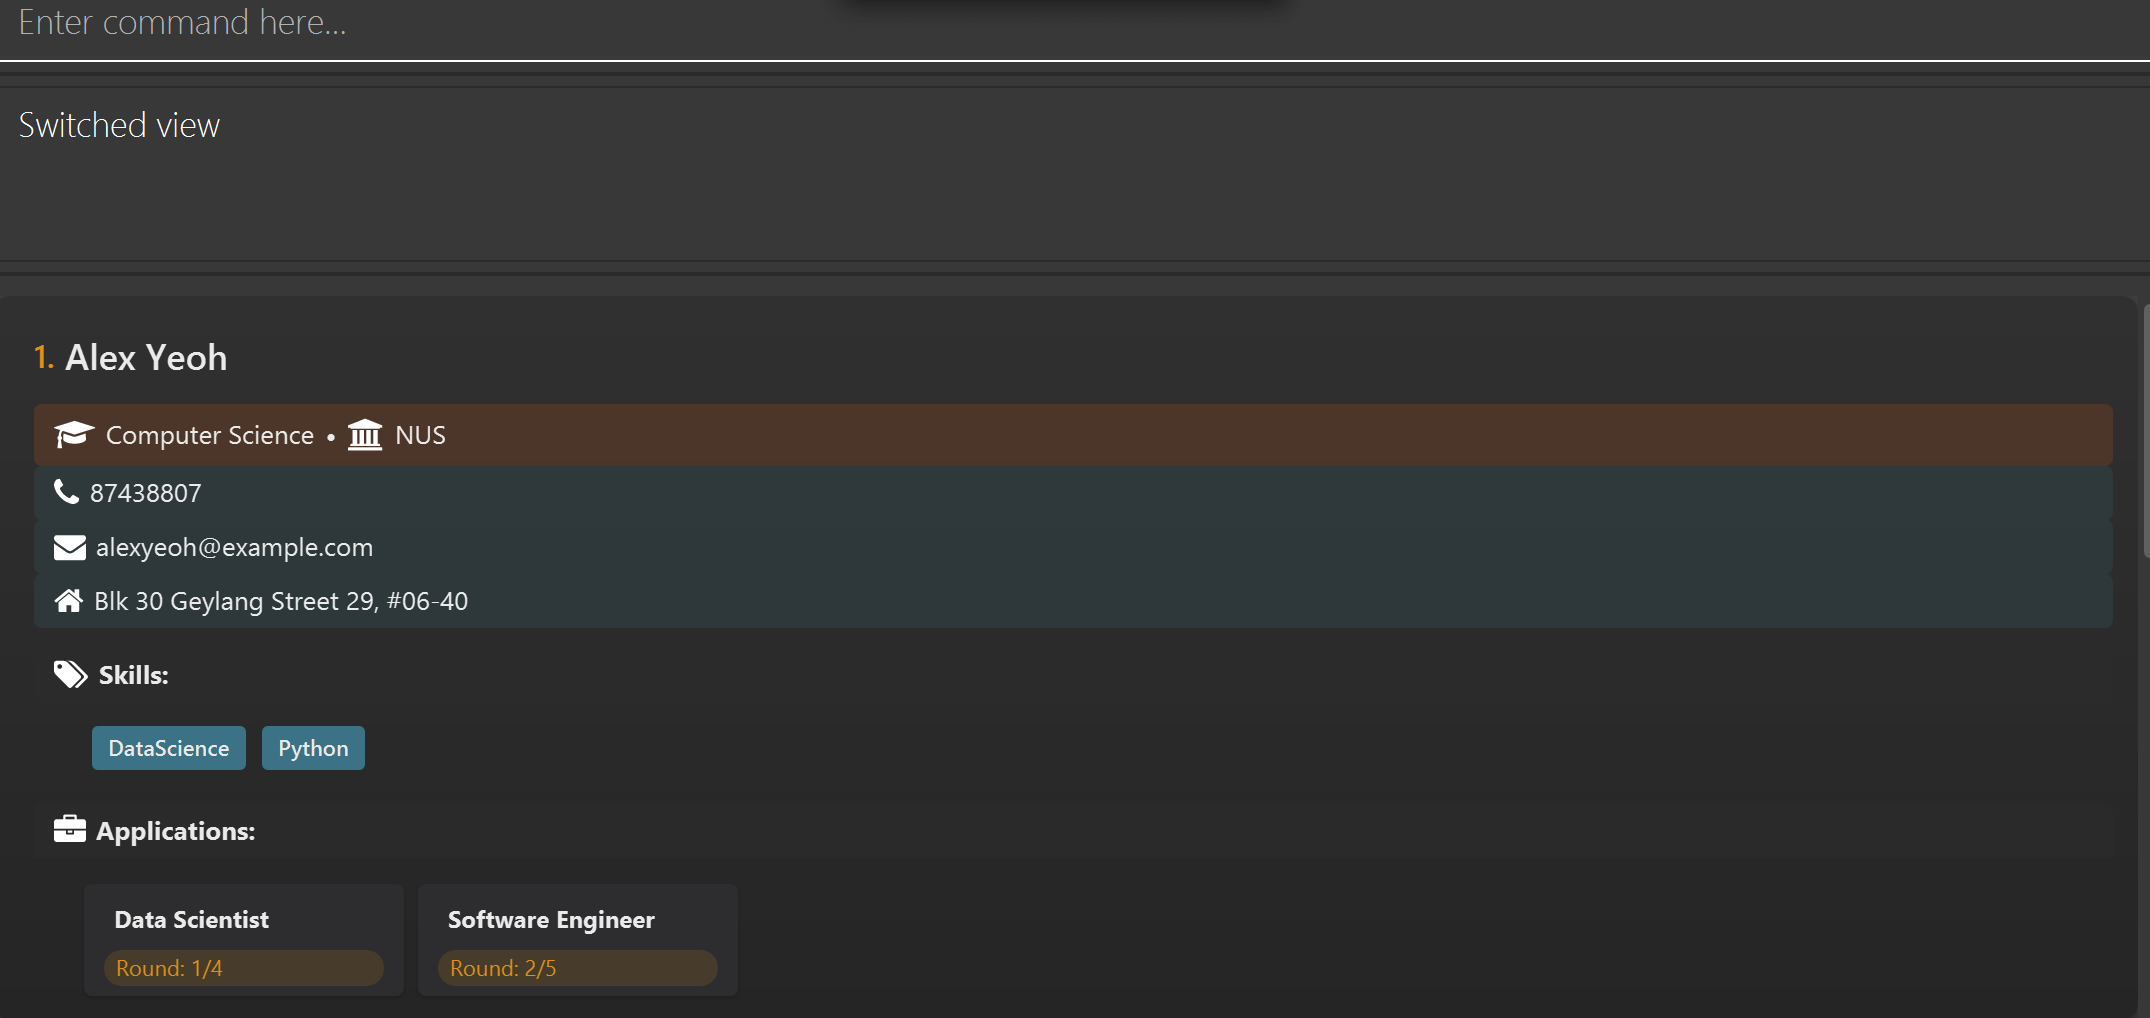 Enter command here...
Switched view
1. Alex Yeoh
Computer Science • NUS
87438807
alexyeoh@example.com
Blk 30 Geylang Street 29, #06-40
Skills:
DataScience Python
Applications:
Data Scientist Software Engineer
Round: 1/4 Round: 2/5